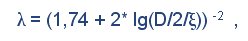 λ = (1,74 + 2* lg(D/2/ξ)) -2 ,